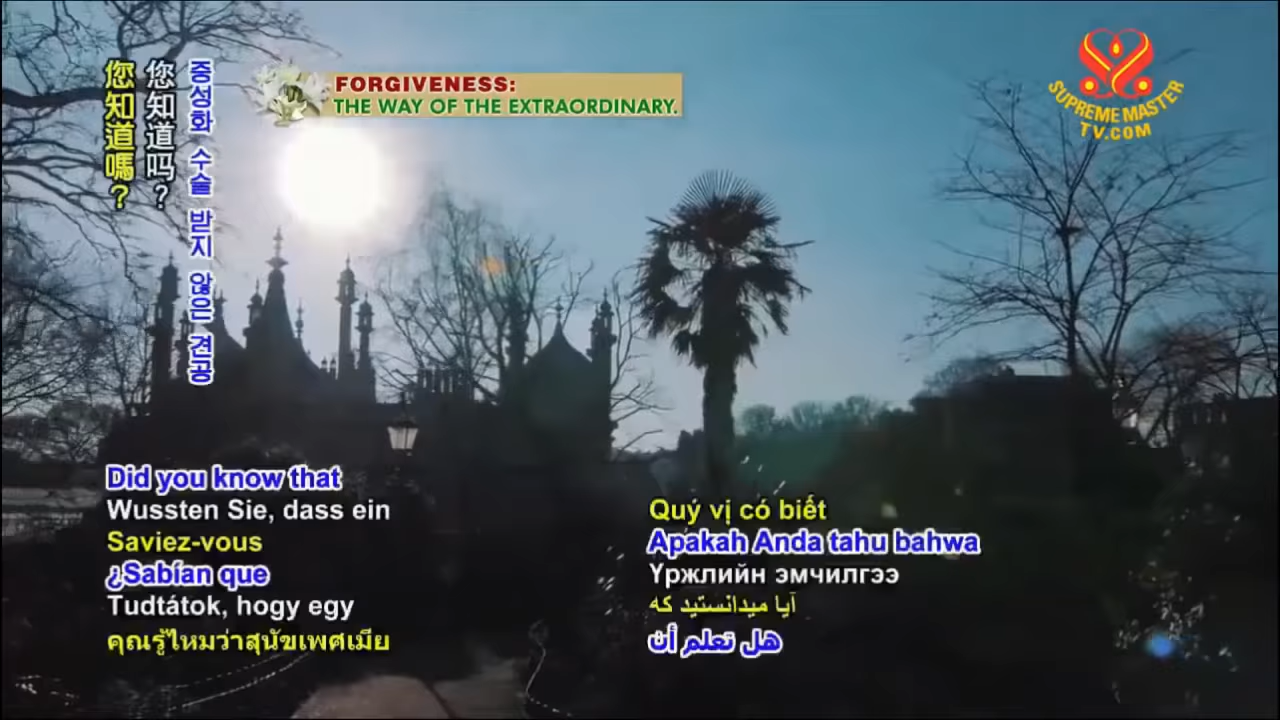 您知道嗎？
您知道吗？
중성화 수술 받지 않은 견공
FORGIVENESS:
THE WAY OF THE EXTRAORDINARY.
SUPREME MASTER
TV.COM
Did you know that
Wussten Sie, dass ein
Saviez-vous
¿Sabían que
Tudtátok, hogy egy
คุณรู้ไหมว่าสุนัขเพศเมีย
Quý vị có biết
Apakah Anda tahu bahwa
Үржлийн эмчилгээ
آیا میدانستید که
هل تعلم أن